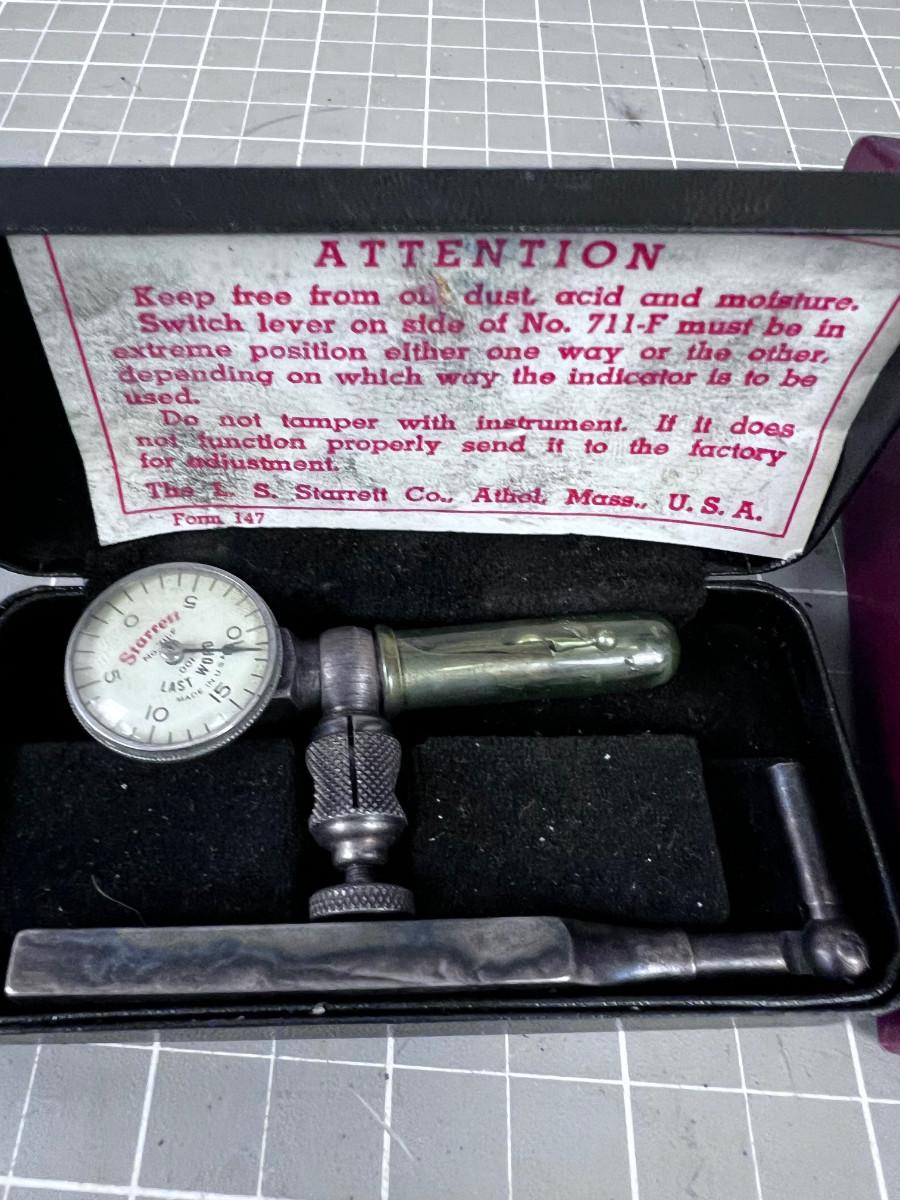 ATTENTION
Keep free from oil, dust, acid and moisture.
Switch lever on side of No. 711-F must be in
extreme position either one way or the other,
depending on which way the indicator is to be
used.
Do not tamper with instrument. If it does
not function properly send it to the factory
for adjustment.
The L. S. Starrett Co., Athol, Mass., U. S. A.
Form 147
0
5
5
10
15
Starrett
LAST WORD
MADE IN U.S.A.